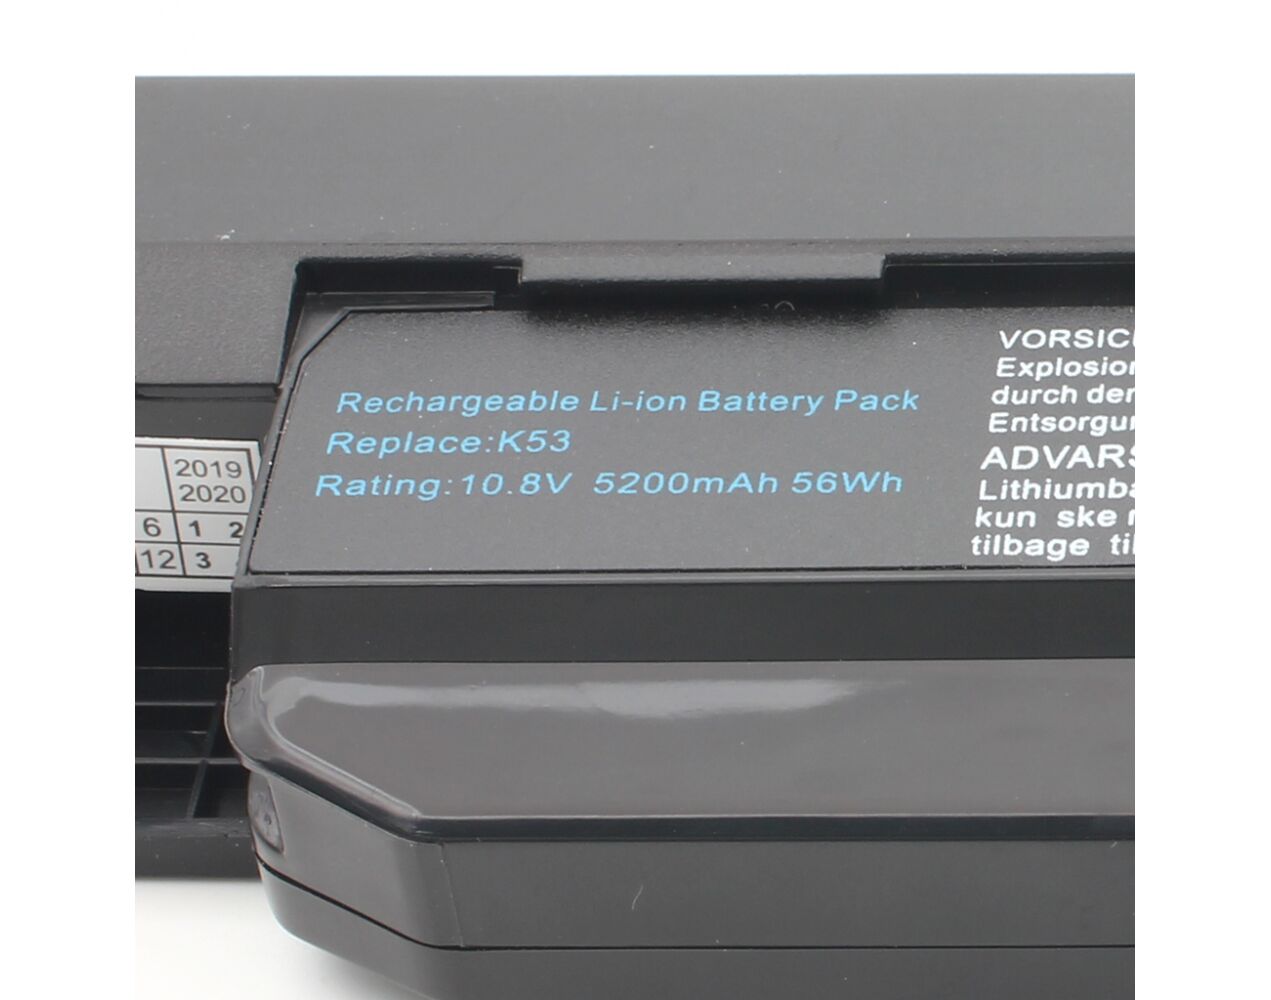 Rechargeable Li-ion Battery Pack
Replace:K53
Rating:10.8V 5200mAh 56Wh
Explosion
durch der
ADVARS
kun ske
tilbage
2019
2020
6 1 2
12 3